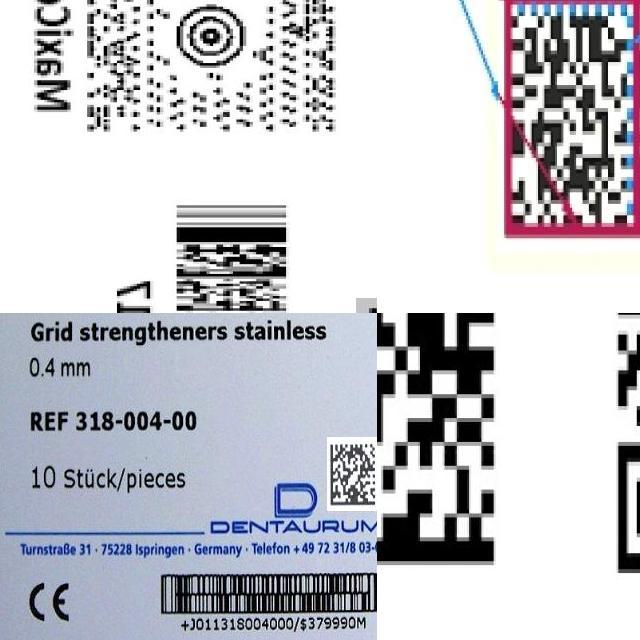 MaxiC
Grid strengtheners stainless
0.4 mm
REF 318-004-00
10 Stück/pieces
DENTAURUM
Turnstraße 31 · 75228 Ispringen · Germany · Telefon +49 72 31/8 03-
CE
+J011318004000/$379990M